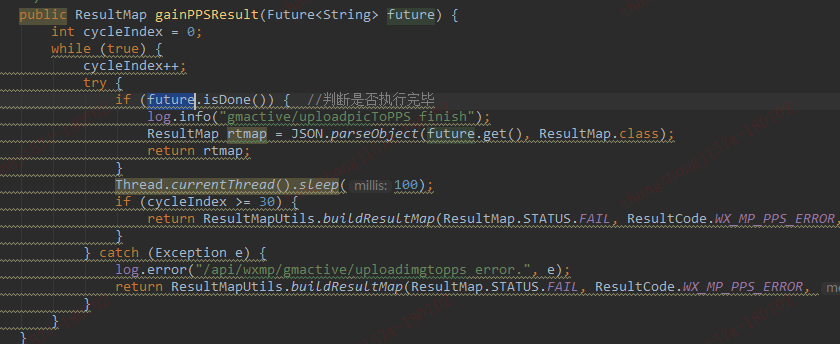 public ResultMap gainPPSResult(Future<String> future) {
int cycleIndex = 0;
while (true) {
cycleIndex++;
try {
if (future.isDone()) { //判断是否执行完毕
log.info("gmactive/uploadpicToPPS finish");
ResultMap rtmap = JSON.parseObject(future.get(), ResultMap.class);
return rtmap;
}
Thread.currentThread().sleep( millis: 100);
if (cycleIndex >= 30) {
return ResultMapUtils.buildResultMap(ResultMap.STATUS.FAIL, ResultCode.WX_MP_PPS_ERROR,
}
} catch (Exception e) {
log.error("/api/wxmp/gmactive/uploadimgtopps error.", e);
return ResultMapUtils.buildResultMap(ResultMap.STATUS.FAIL, ResultCode.WX_MP_PPS_ERROR,
}
}
}